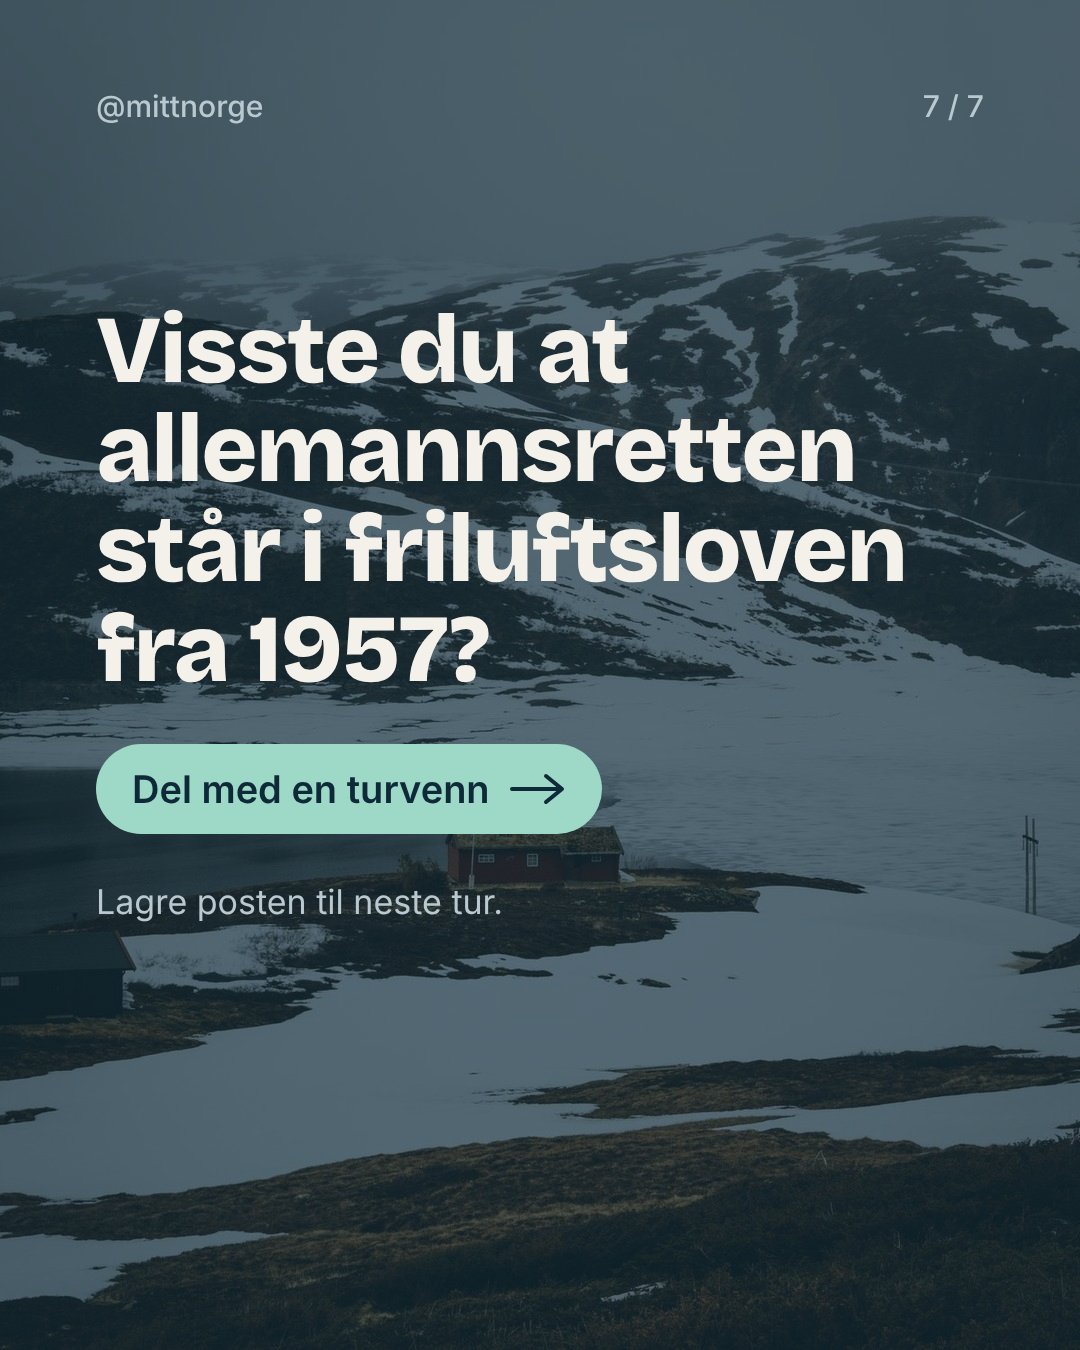 @mittnorge
7 / 7
Visste du at
allemannsretten
står i friluftsloven
fra 1957?
Del med en turvenn →
Lagre posten til neste tur.